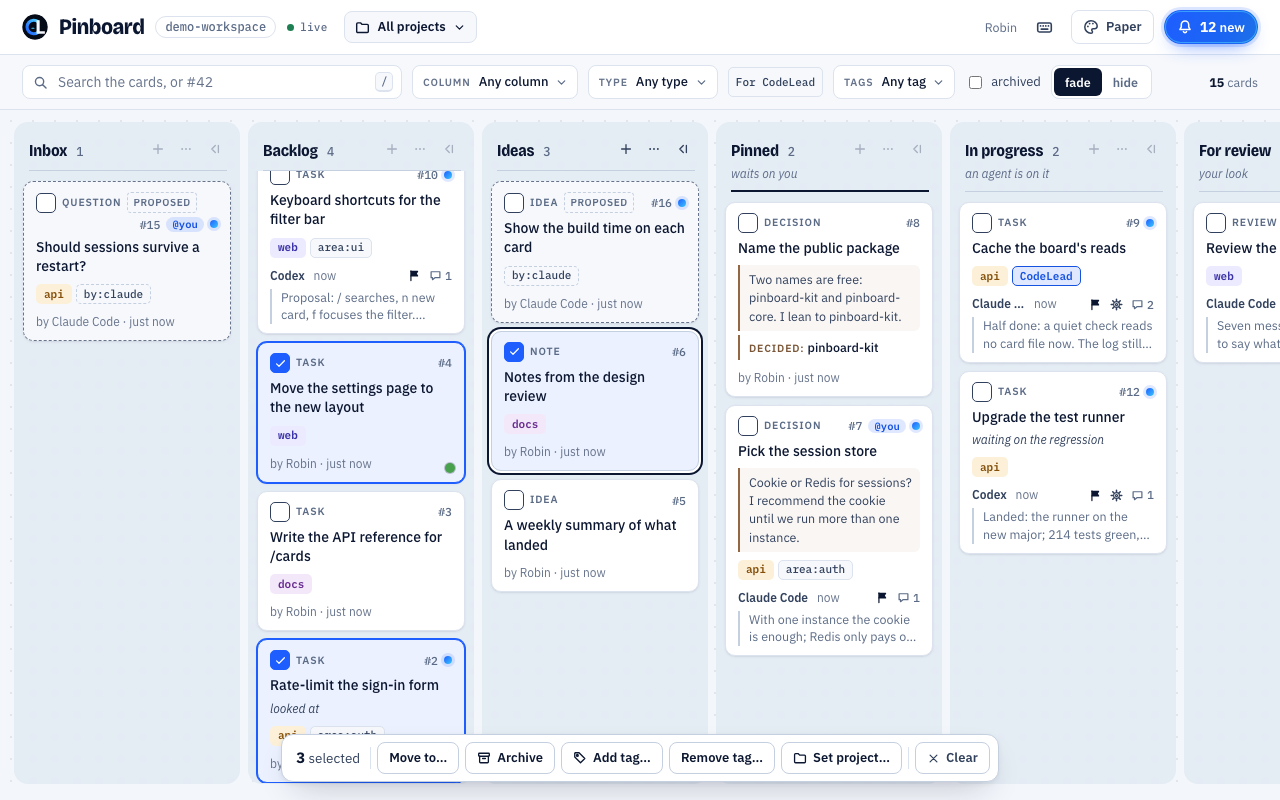 Pinboard
demo-workspace
live
All projects
Robin
Paper
12 new
Search the cards, or #42
/
COLUMN Any column
TYPE Any type
For CodeLead
TAGS Any tag
archived
fade
hide
15 cards
Inbox 1
QUESTION PROPOSED
#15 @you
Should sessions survive a
restart?
api by:claude
by Claude Code · just now
Backlog 4
TASK #10
Keyboard shortcuts for the
filter bar
web area:ui
Codex now 1
Proposal: / searches, n new
card, f focuses the filter....
TASK #4
Move the settings page to
the new layout
web
by Robin · just now
TASK #3
Write the API reference for
/cards
docs
by Robin · just now
TASK #2
Rate-limit the sign-in form
looked at
Ideas 3
IDEA PROPOSED #16
Show the build time on each
card
by:claude
by Claude Code · just now
NOTE #6
Notes from the design
review
docs
by Robin · just now
IDEA #5
A weekly summary of what
landed
by Robin · just now
Pinned 2
waits on you
DECISION #8
Name the public package
Two names are free:
pinboard-kit and pinboard-
core. I lean to pinboard-kit.
DECIDED: pinboard-kit
by Robin · just now
DECISION #7 @you
Pick the session store
Cookie or Redis for sessions?
I recommend the cookie
until we run more than one
instance.
api area:auth
Claude Code now 1
With one instance the cookie
is enough; Redis only pays o...
In progress 2
an agent is on it
TASK #9
Cache the board's reads
api CodeLead
Claude ... now 2
Half done: a quiet check reads
no card file now. The log still...
TASK #12
Upgrade the test runner
waiting on the regression
api
Codex now 1
Landed: the runner on the
new major; 214 tests green,...
For review
your look
REVIEW
Review the
web
Claude Code
Seven mess
to say what
3 selected
Move to...
Archive
Add tag...
Remove tag...
Set project...
Clear